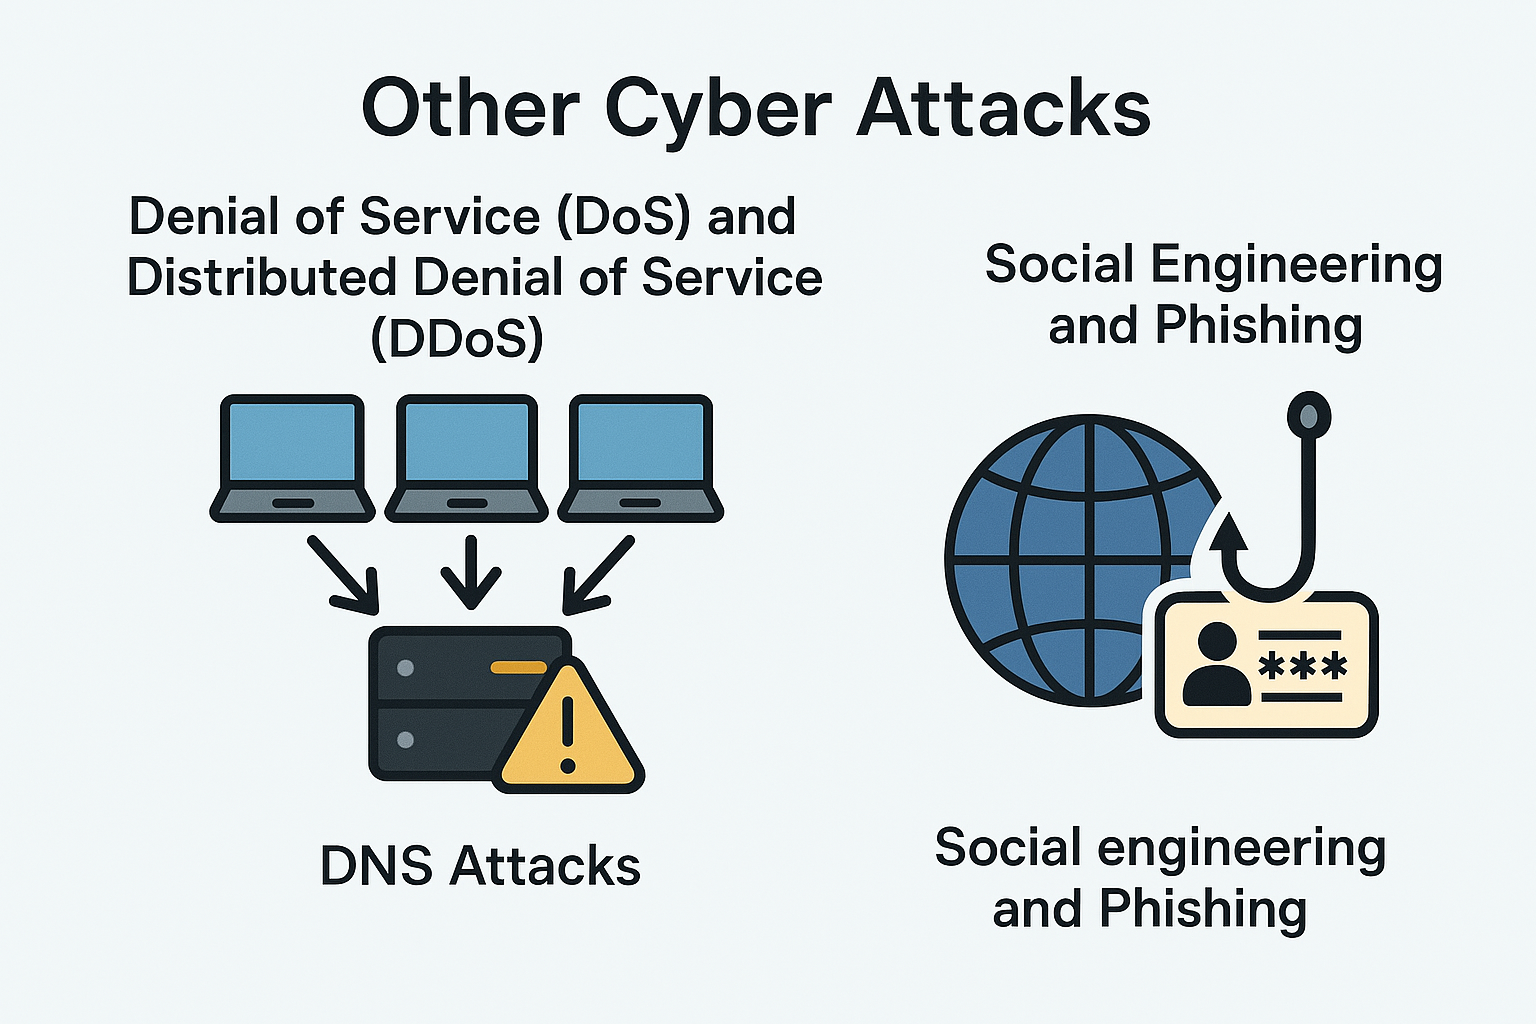 Other Cyber Attacks
Denial of Service (DoS) and
Distributed Denial of Service
(DDoS)
DNS Attacks
Social Engineering
and Phishing
***
Social engineering
and Phishing